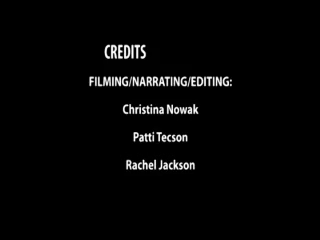 CREDITS
FILMING/NARRATING/EDITING:
Christina Nowak
Patti Tecson
Rachel Jackson